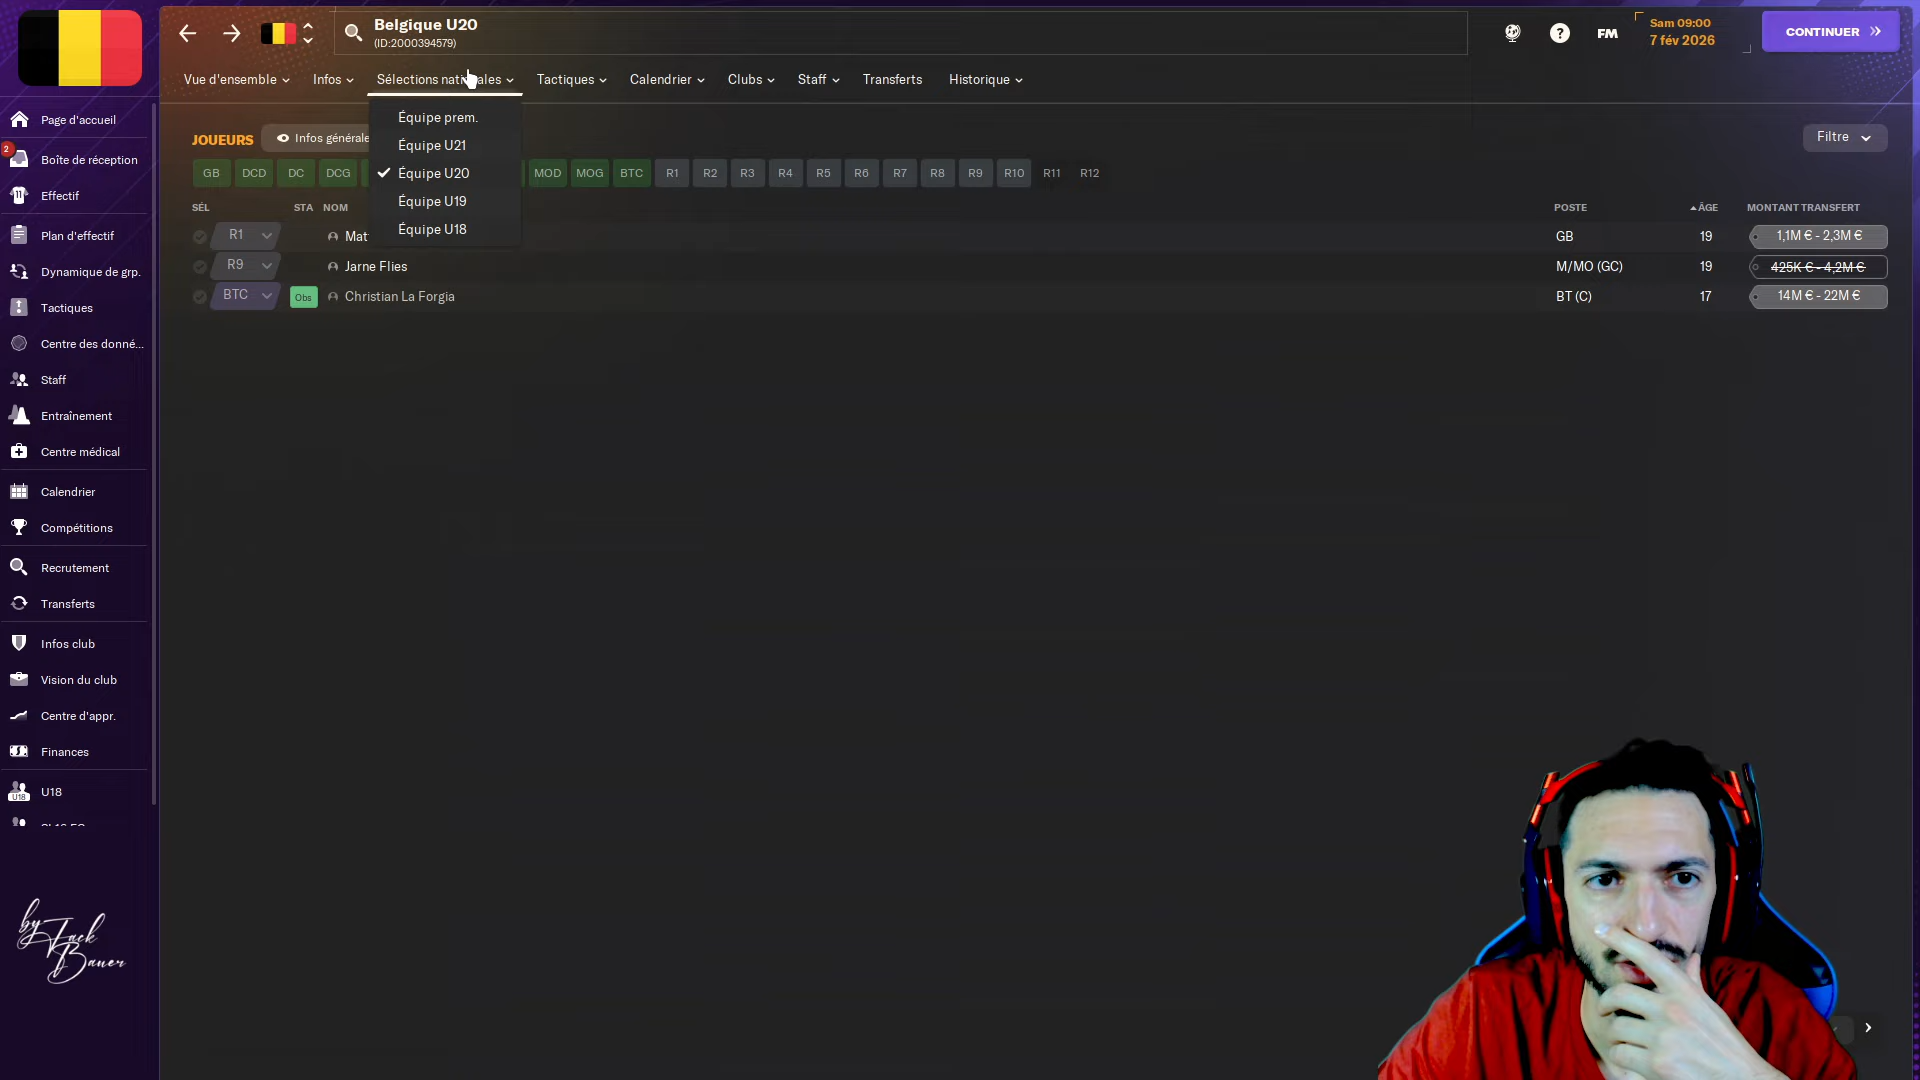 Belgique U20
(ID:2000394579)
FM
Sam 09:00
7 fév 2026
CONTINUER
Vue d'ensemble
Infos
Sélections nationales
Tactiques
Calendrier
Clubs
Staff
Transferts
Historique
Équipe prem.
Équipe U21
Équipe U20
Équipe U19
Équipe U18
JOUEURS
Infos générale
Filtre
GB DCD DC DCG MOD MOG BTC R1 R2 R3 R4 R5 R6 R7 R8 R9 R10 R11 R12
SÉL STA NOM POSTE ÂGE MONTANT TRANSFERT
R1 Mat GB 19 1,1M € - 2,3M €
R9 Jarne Flies M/MO (GC) 19 425K € - 4,2M €
BTC Obs Christian La Forgia BT (C) 17 14M € - 22M €
Page d'accueil
2
Boîte de réception
11
Effectif
Plan d'effectif
Dynamique de grp.
Tactiques
Centre des donné...
Staff
Entraînement
Centre médical
Calendrier
Compétitions
Recrutement
Transferts
Infos club
Vision du club
Centre d'appr.
Finances
U18
U18
by Jack
Bauer